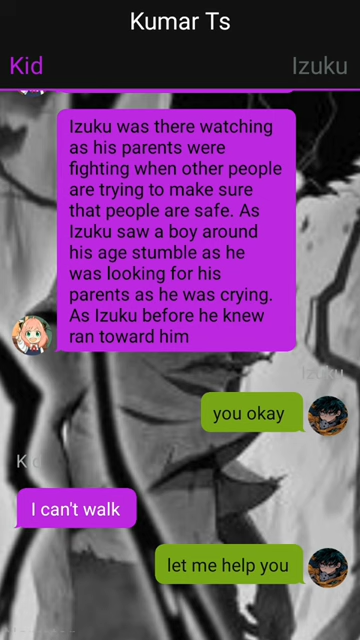 Kumar Ts
Kid
Izuku
Izuku was there watching
as his parents were
fighting when other people
are trying to make sure
that people are safe. As
Izuku saw a boy around
his age stumble as he
was looking for his
parents as he was crying.
As Izuku before he knew
ran toward him
Izuku
you okay
Kid
I can't walk
let me help you